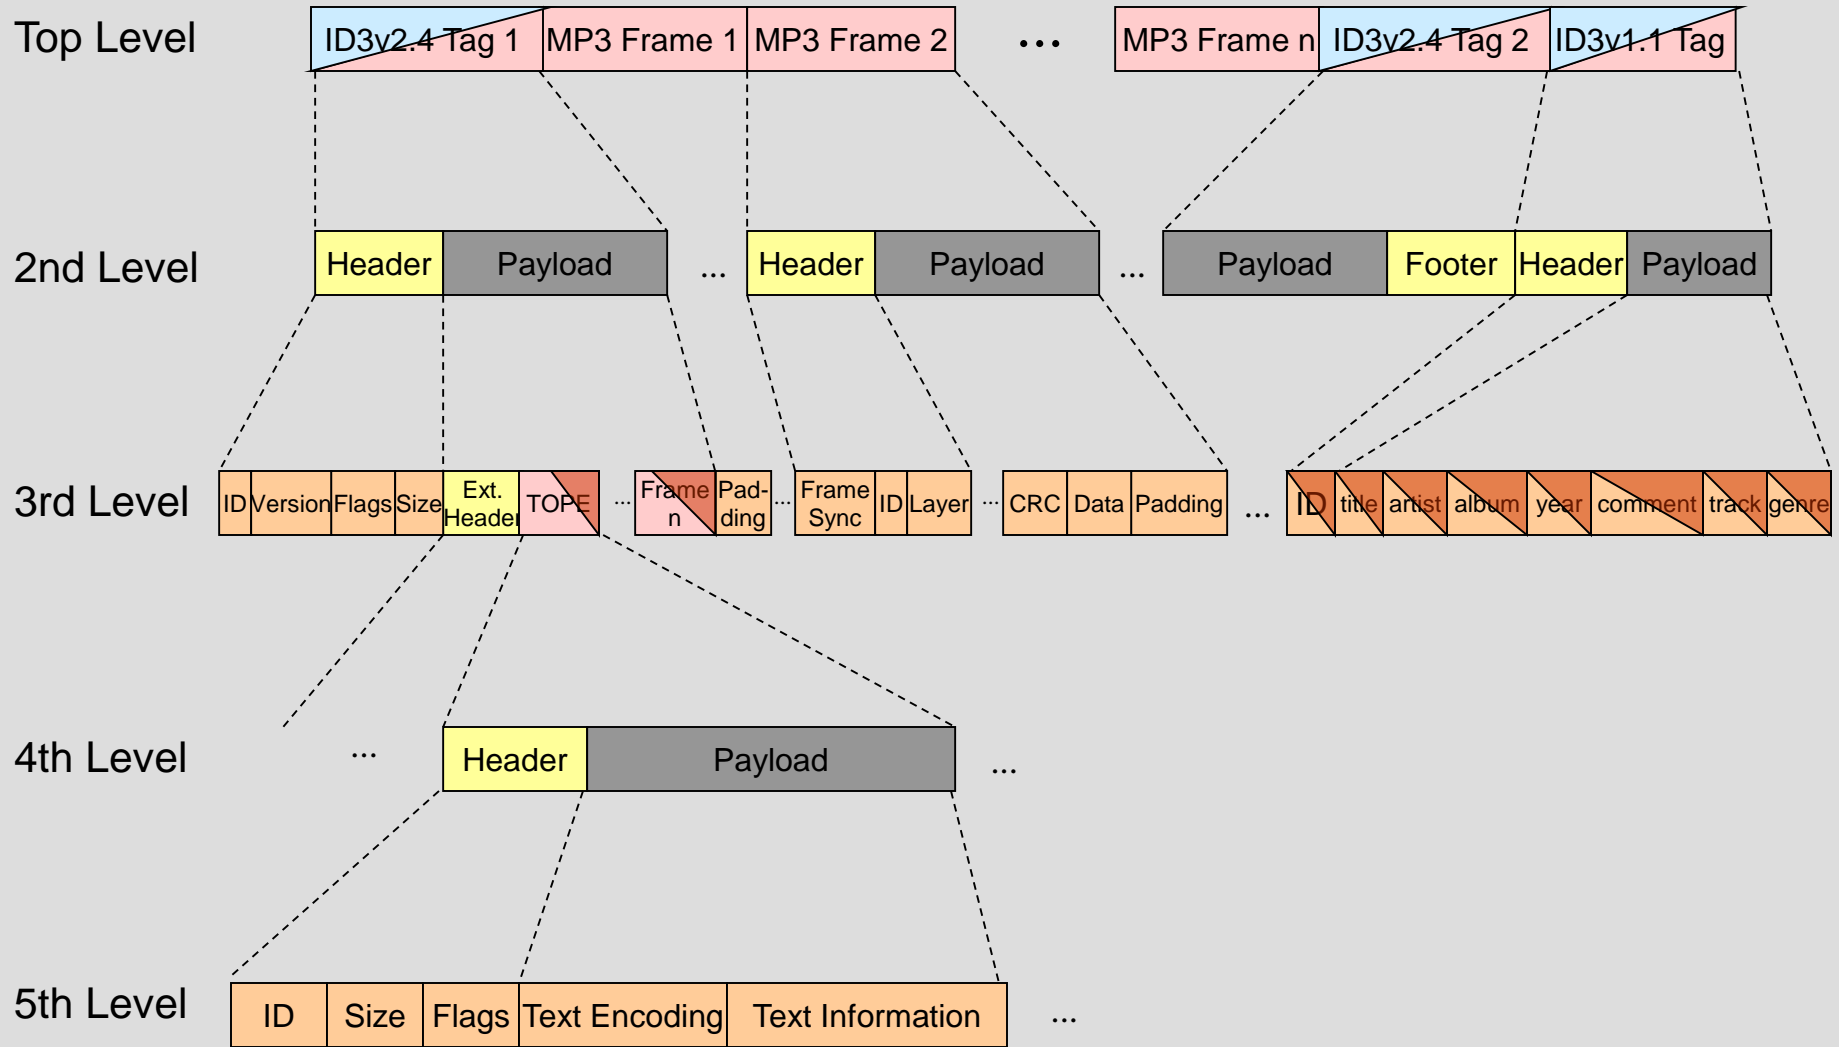 Top Level ID3v2.4 Tag 1 MP3 Frame 1 MP3 Frame 2 ... MP3 Frame n ID3v2.4 Tag 2 ID3v1.1 Tag
2nd Level Header Payload ... Header Payload ... Payload Footer Header Payload
3rd Level ID Version Flags Size Ext. Header TOPE ... Frame n Pad-ding ... Frame Sync ID Layer ... CRC Data Padding ... ID title artist album year comment track genre
4th Level ... Header Payload ...
5th Level ID Size Flags Text Encoding Text Information ...